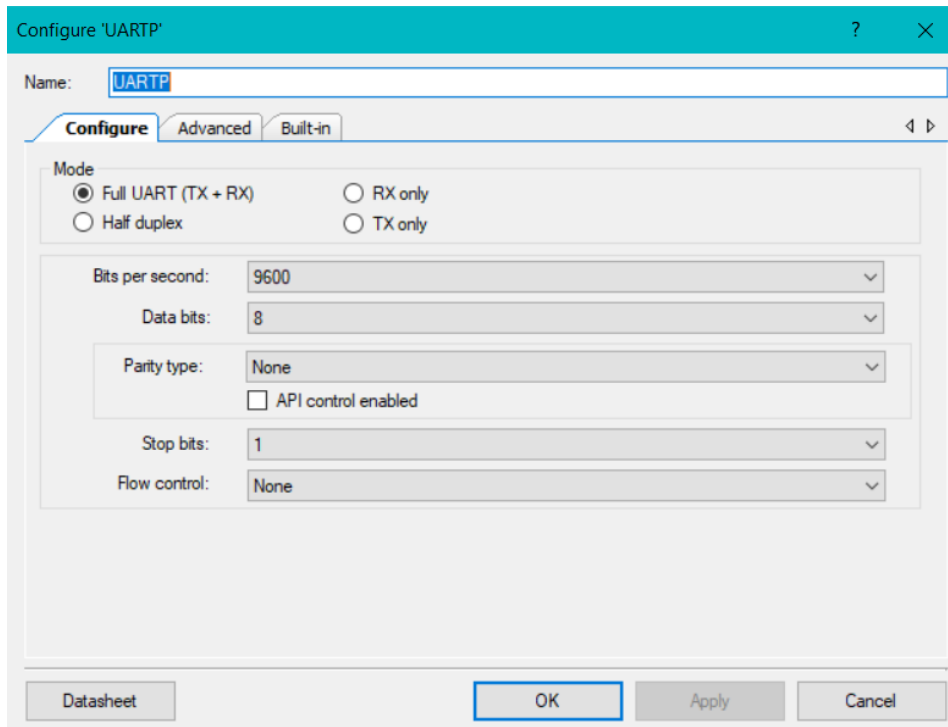 Configure 'UARTP'
?
Name: UARTP
Configure Advanced Built-in
Mode
Full UART (TX + RX) RX only
Half duplex TX only
Bits per second: 9600
Data bits: 8
Parity type: None
API control enabled
Stop bits: 1
Flow control: None
Datasheet OK Apply Cancel